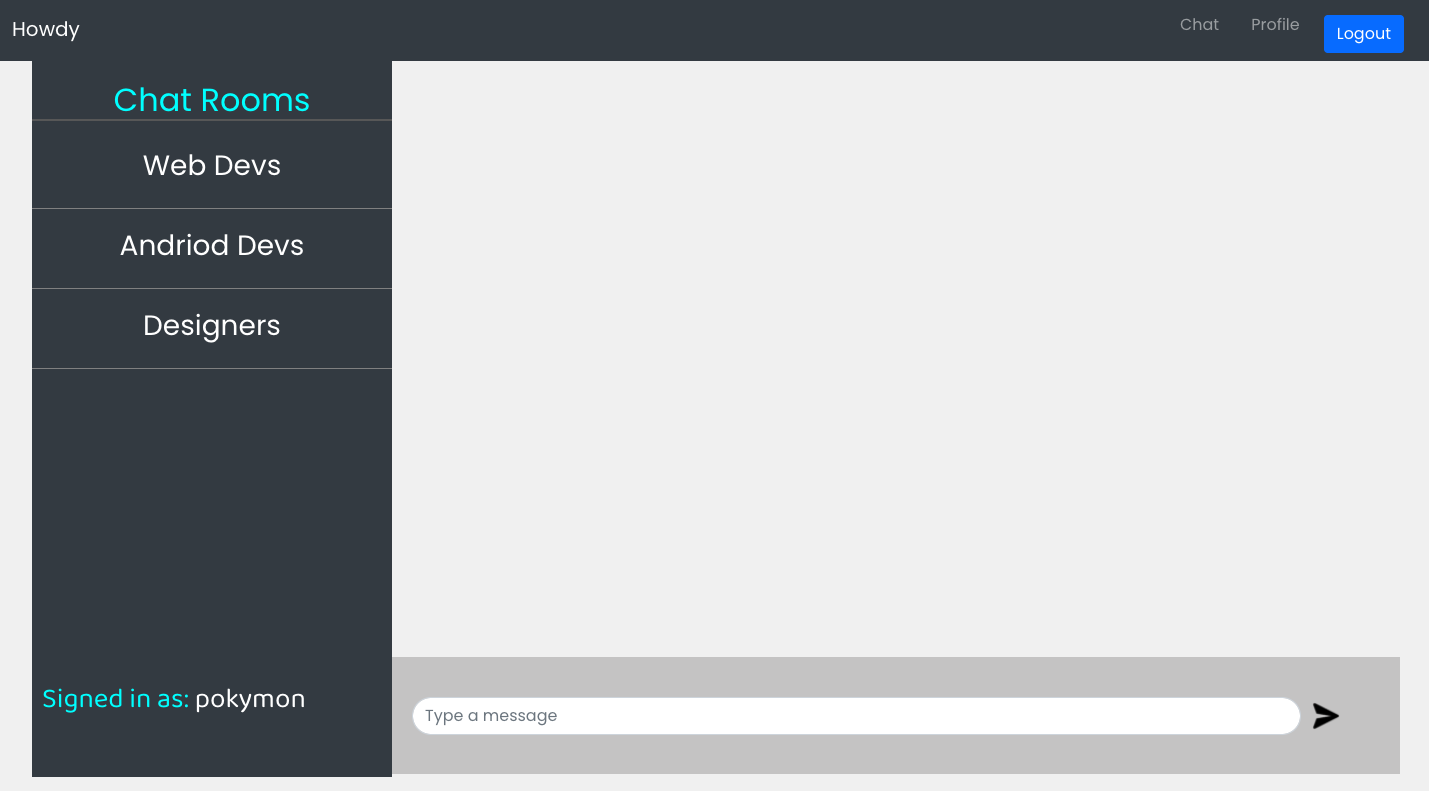 Howdy
Chat Profile Logout
Chat Rooms
Web Devs
Andriod Devs
Designers
Signed in as: pokymon
Type a message